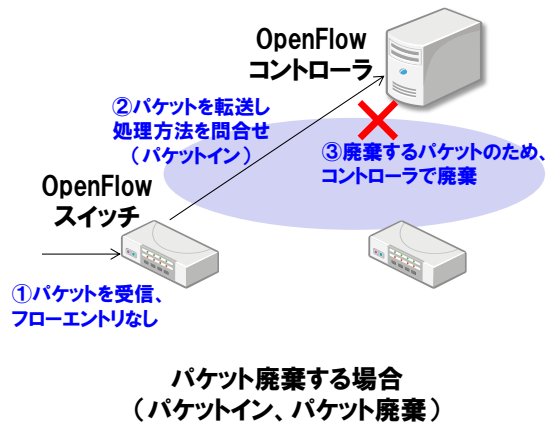 OpenFlow
コントローラ
②パケットを転送し
処理方法を問合せ
（パケットイン）
③廃棄するパケットのため、
コントローラで廃棄
OpenFlow
スイッチ
①パケットを受信、
フローエントリなし
パケット廃棄する場合
（パケットイン、パケット廃棄）